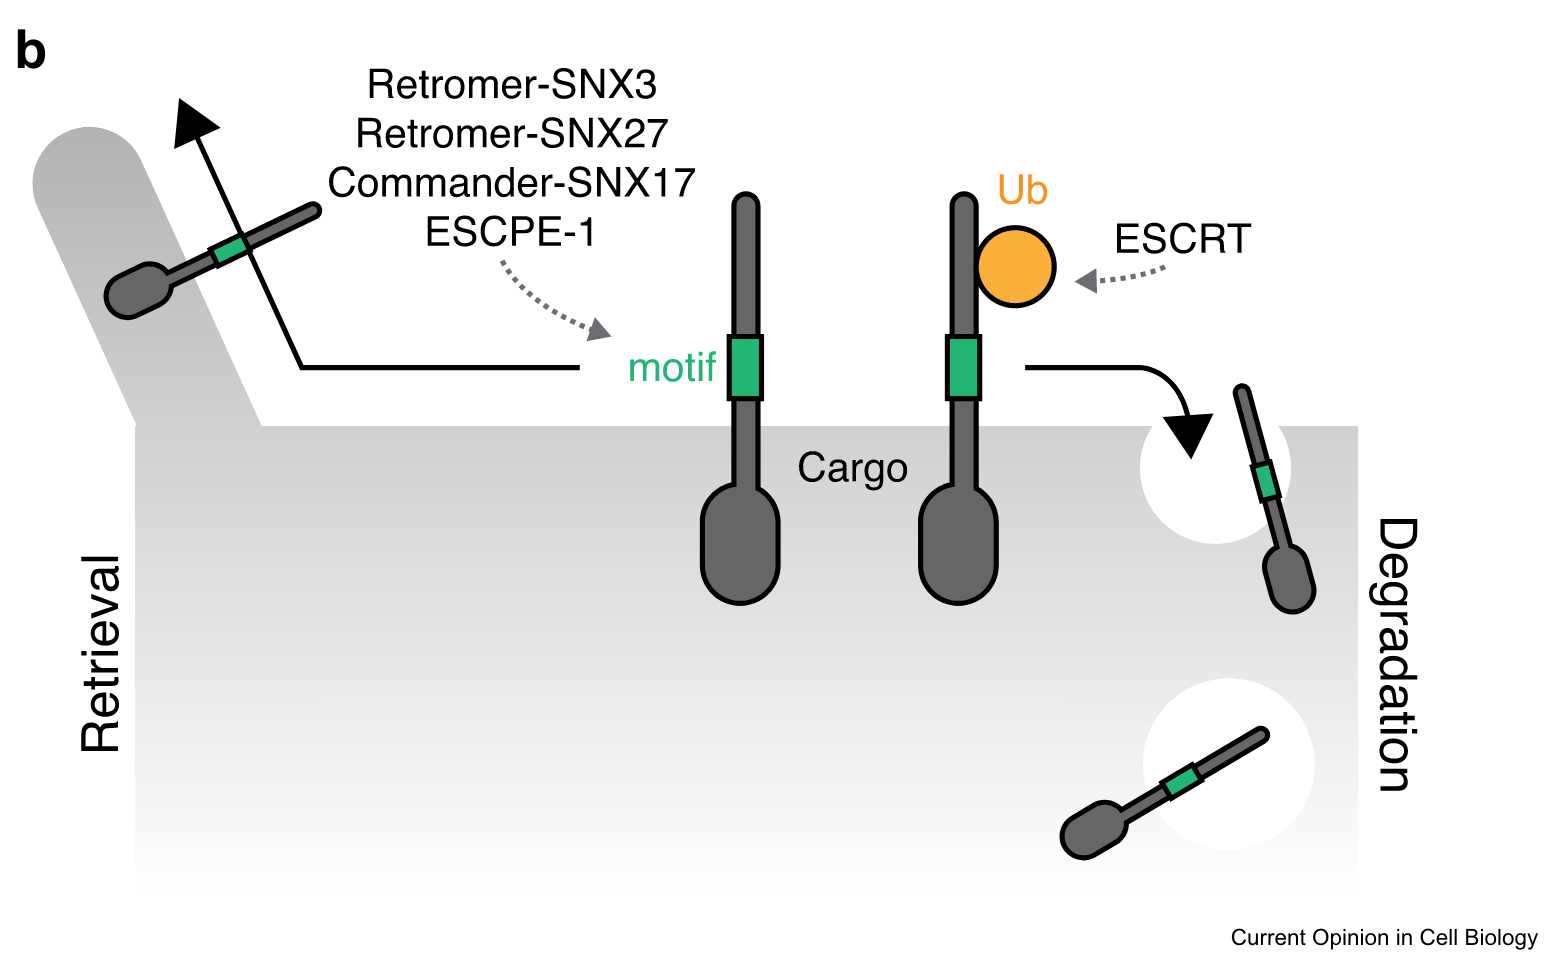 b
Retromer-SNX3
Retromer-SNX27
Commander-SNX17
ESCPE-1
Ub
ESCRT
motif
Cargo
Retrieval
Degradation
Current Opinion in Cell Biology